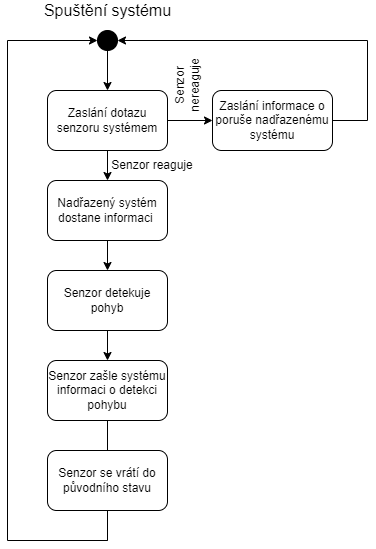 Spuštění systému
Zaslání dotazu
senzoru systémem
Senzor
nereaguje
Zaslání informace o
poruše nadřazenému
systému
Senzor reaguje
Nadřazený systém
dostane informaci
Senzor detekuje
pohyb
Senzor zašle systému
informaci o detekci
pohybu
Senzor se vrátí do
původního stavu